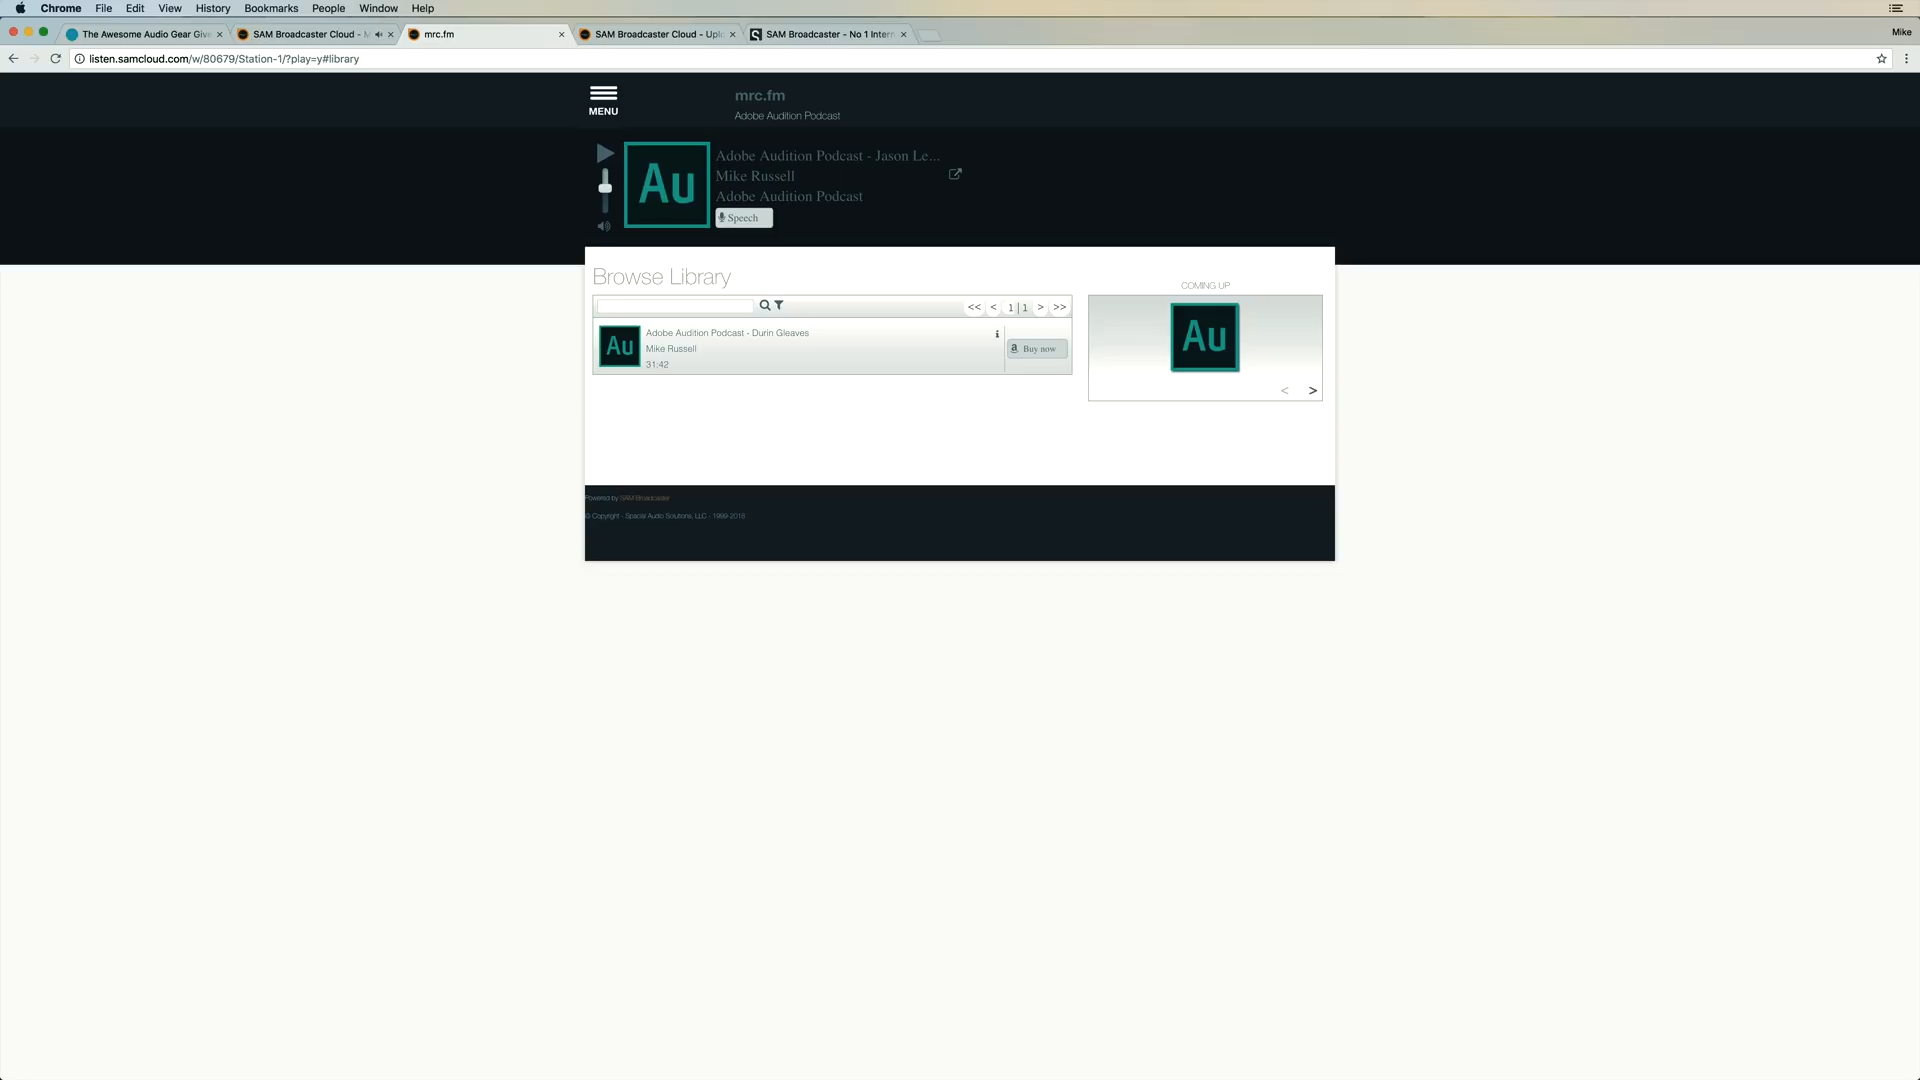 Chrome File Edit View History Bookmarks People Window Help
The Awesome Audio Gear Give
SAM Broadcaster Cloud - M
mrc.fm
SAM Broadcaster Cloud - Uplo
SAM Broadcaster - No 1 Intern
Mike
listen.samcloud.com/w/80679/Station-1/?play=y#library
MENU
mrc.fm
Adobe Audition Podcast
Au
Adobe Audition Podcast - Jason Le...
Mike Russell
Adobe Audition Podcast
Speech
Browse Library
<< < 1 | 1 > >>
Au
Adobe Audition Podcast - Durin Gleaves
Mike Russell
31:42
i
a Buy now
COMING UP
Au
< >
Powered by SAM Broadcaster
© Copyright - Spacial Audio Solutions, LLC - 1999-2018